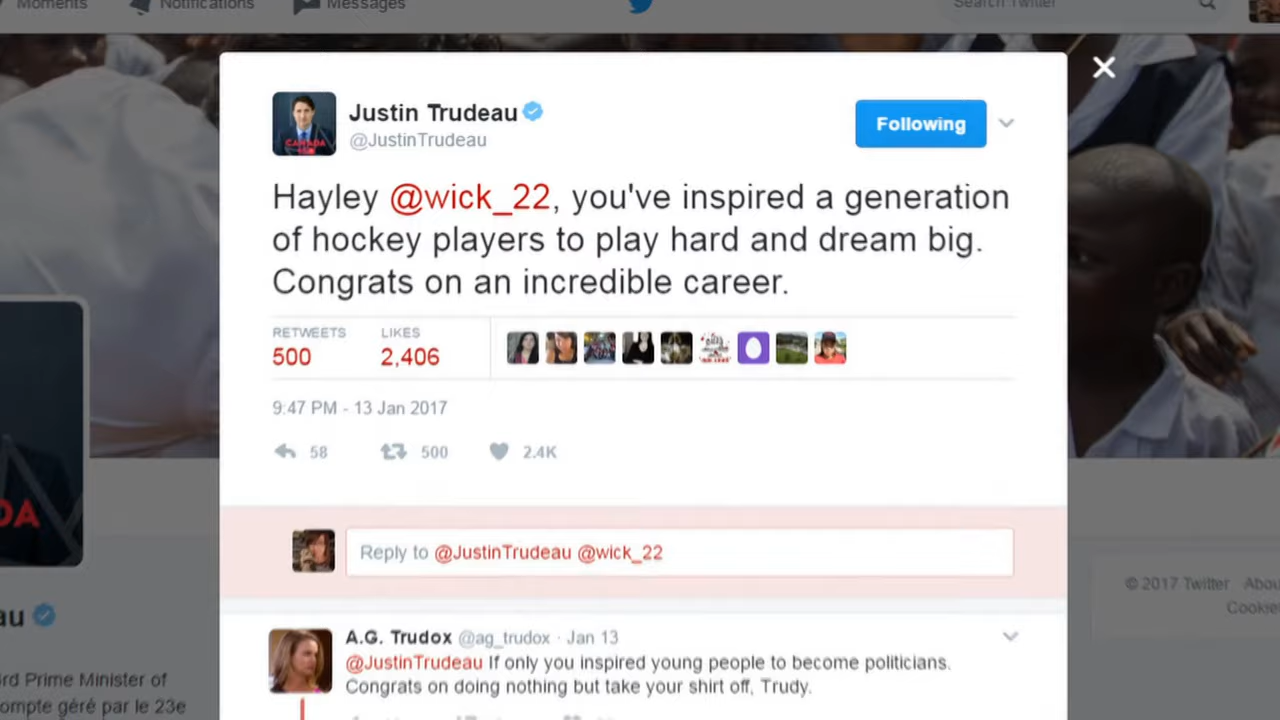 Moments Notifications Messages Search Twitter
Justin Trudeau
@JustinTrudeau
Following
Hayley @wick_22, you've inspired a generation
of hockey players to play hard and dream big.
Congrats on an incredible career.
RETWEETS LIKES
500 2,406
9:47 PM - 13 Jan 2017
58 500 2.4K
Reply to @JustinTrudeau @wick_22
© 2017 Twitter Abou
Cookie
au
A.G. Trudox @ag_trudox · Jan 13
@JustinTrudeau If only you inspired young people to become politicians.
Congrats on doing nothing but take your shirt off, Trudy.
rd Prime Minister of
ompte géré par le 23e
CANADA
DA